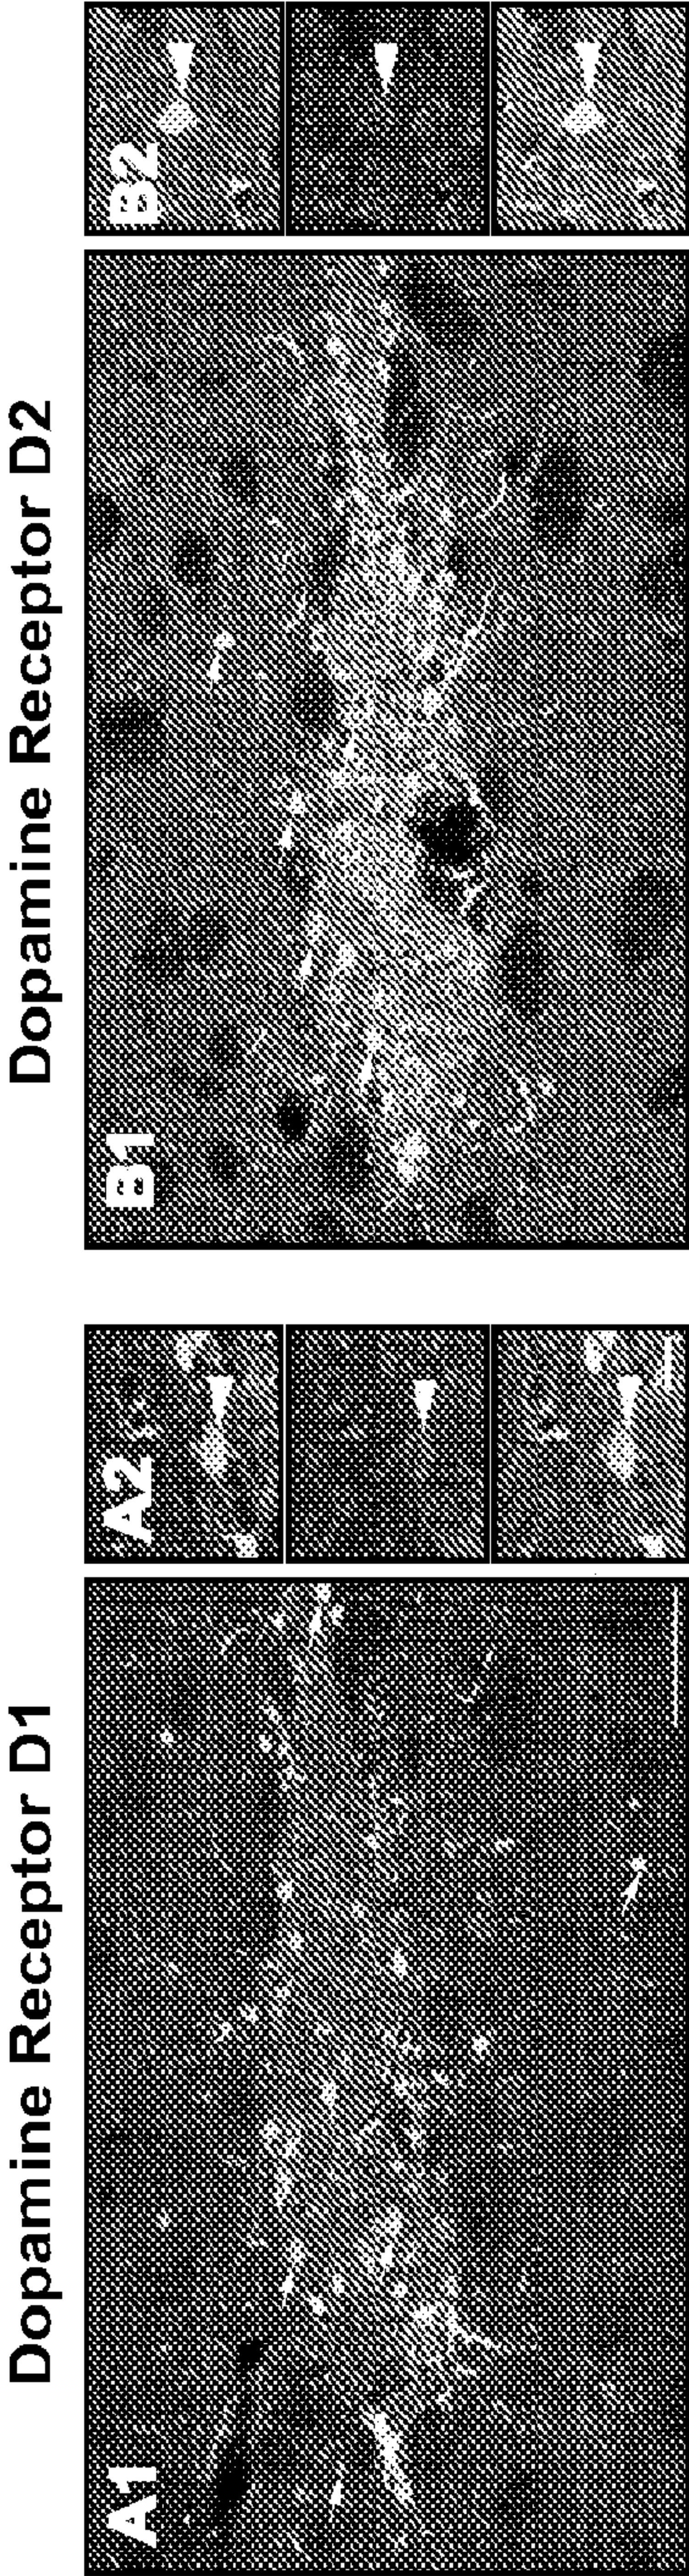 Dopamine Receptor D1
A1
A2
Dopamine Receptor D2
B1
B2